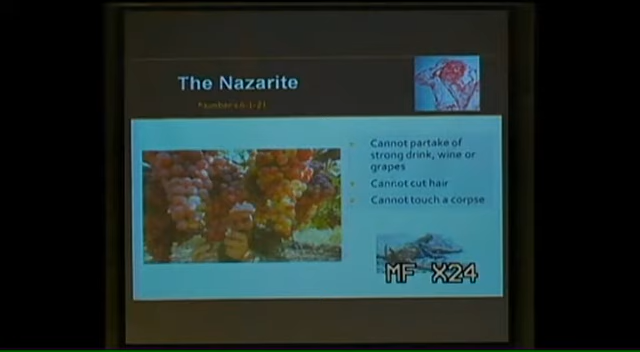 The Nazarite
Numbers 6:1-21
Cannot partake of
strong drink, wine or
grapes
Cannot cut hair
Cannot touch a corpse
MF X24